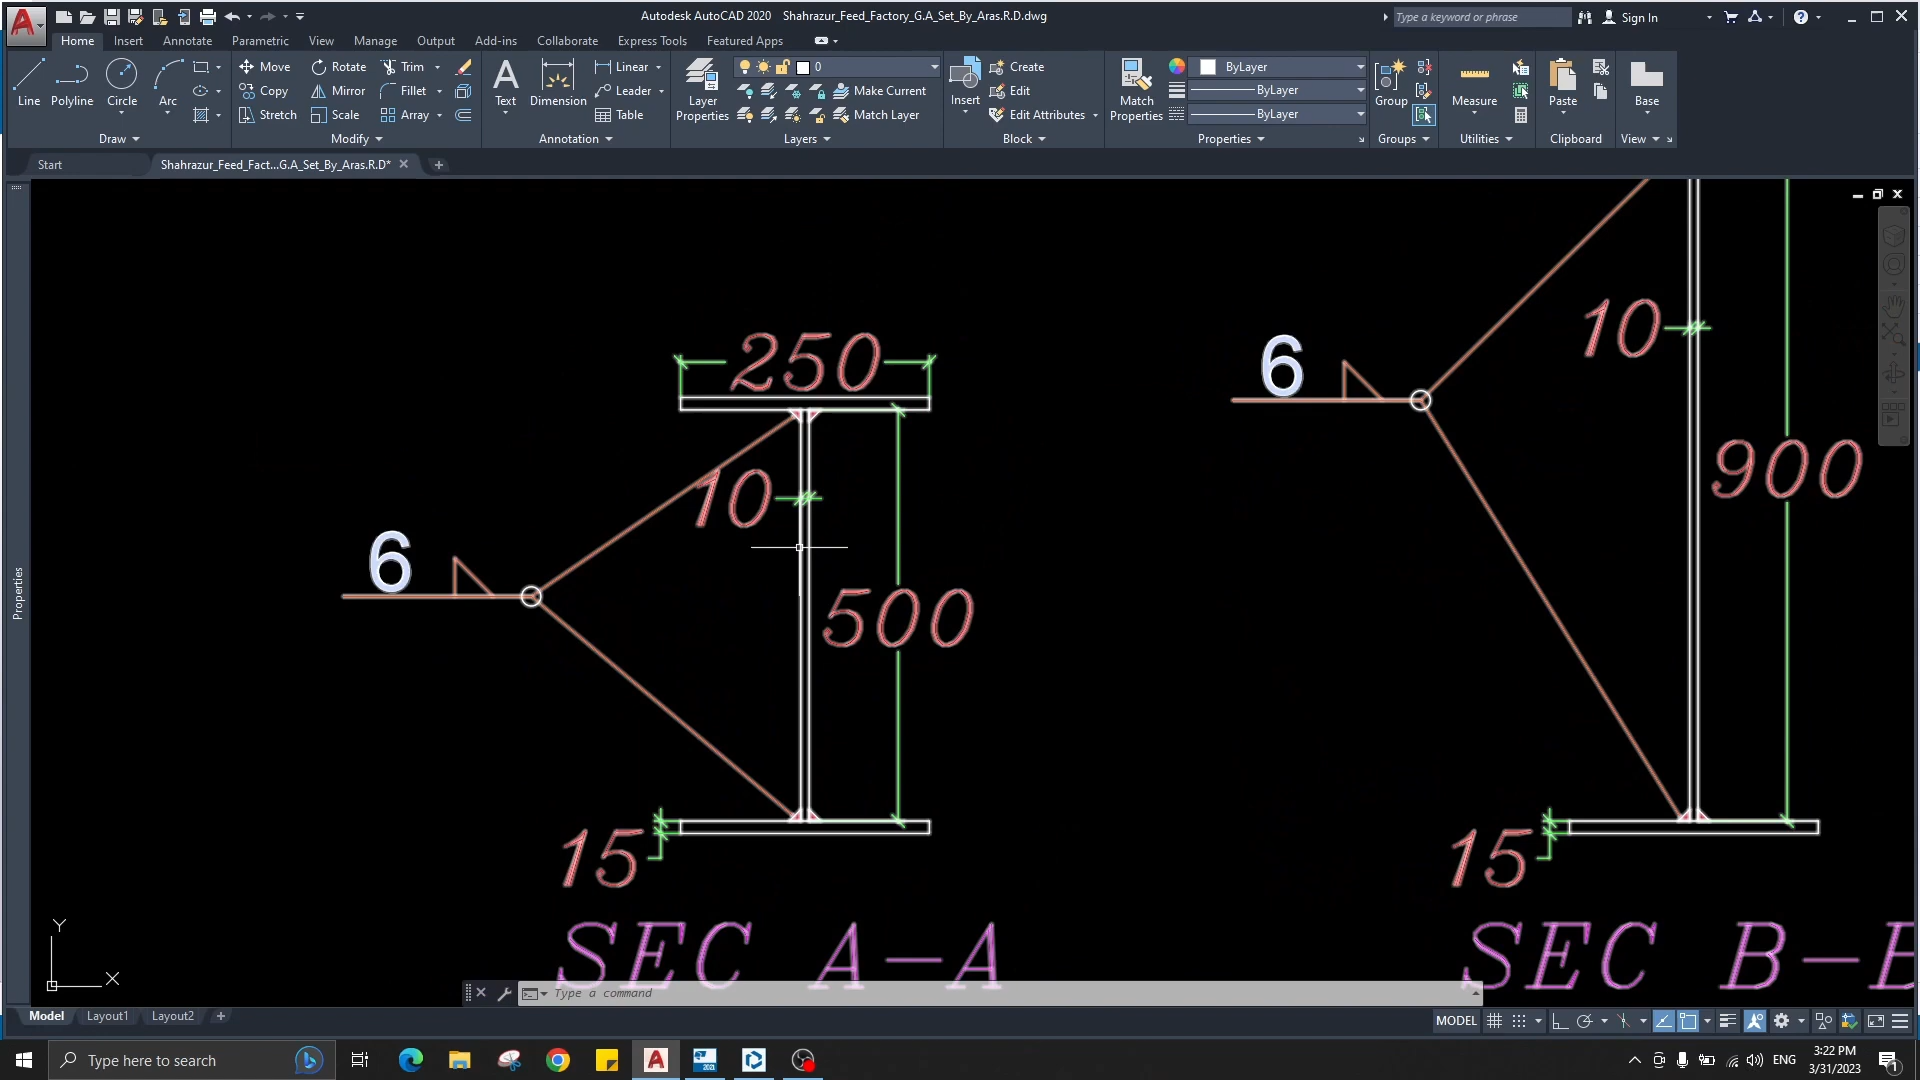 Autodesk AutoCAD 2020 Shahrazur_Feed_Factory_G.A_Set_By_Aras.R.D.dwg
Type a keyword or phrase
Sign In
Home Insert Annotate Parametric View Manage Output Add-ins Collaborate Express Tools Featured Apps
Line Polyline Circle Arc
Draw
Move Rotate Trim
Copy Mirror Fillet
Stretch Scale Array
Modify
Text Dimension
Linear
Leader
Table
Annotation
Layer Properties
0
Make Current
Match Layer
Layers
Insert
Create
Edit
Edit Attributes
Block
Match Properties
ByLayer
ByLayer
ByLayer
Properties
Group
Groups
Measure
Utilities
Paste
Clipboard
Base
View
Start
Shahrazur_Feed_Fact...G.A_Set_By_Aras.R.D*
Properties
250
10
6
500
15
SEC A-A
10
6
900
15
SEC B-B
Y
X
Type a command
Model Layout1 Layout2
MODEL
Type here to search
2021
ENG
3:22 PM
3/31/2023
1